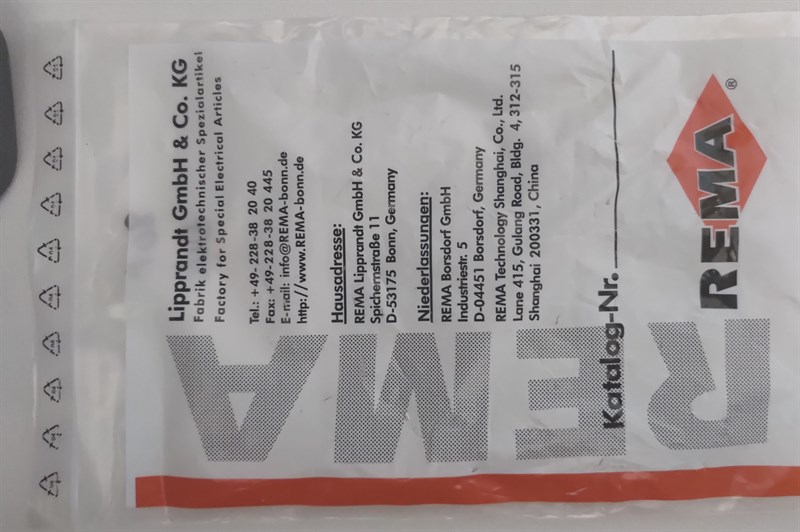 REMA
Lipprandt GmbH & Co. KG
Fabrik elektrotechnischer Spezialartikel
Factory for Special Electrical Articles
Tel.: +49-228-38 20 40
Fax: +49-228-38 20 445
E-mail: info@REMA-bonn.de
http://www.REMA-bonn.de
Hausadresse:
REMA Lipprandt GmbH & Co. KG
Spichernstraße 11
D-53175 Bonn, Germany
Niederlassungen:
REMA Borsdorf GmbH
Industriestr. 5
D-04451 Borsdorf, Germany
REMA Technology Shanghai, Co., Ltd.
Lane 415, Gulang Road, Bldg. 4, 312-315
Shanghai 200331, China
Katalog-Nr.
REMA®